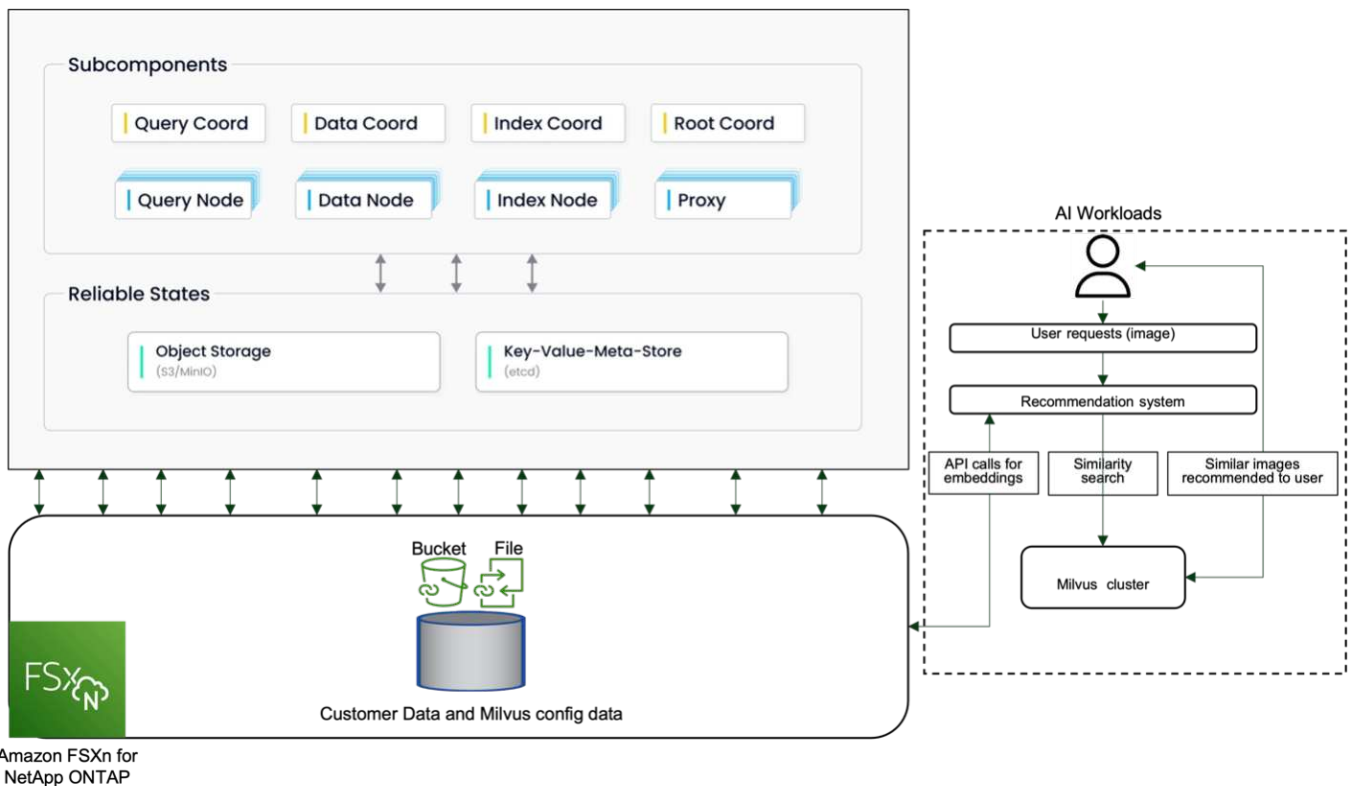 Subcomponents
Query Coord
Data Coord
Index Coord
Root Coord
Query Node
Data Node
Index Node
Proxy
Reliable States
Object Storage
(S3/MinIO)
Key-Value-Meta-Store
(etcd)
Bucket
File
FSx
N
Customer Data and Milvus config data
Amazon FSXn for
NetApp ONTAP
AI Workloads
User requests (image)
Recommendation system
API calls for
embeddings
Similarity
search
Similar images
recommended to user
Milvus cluster